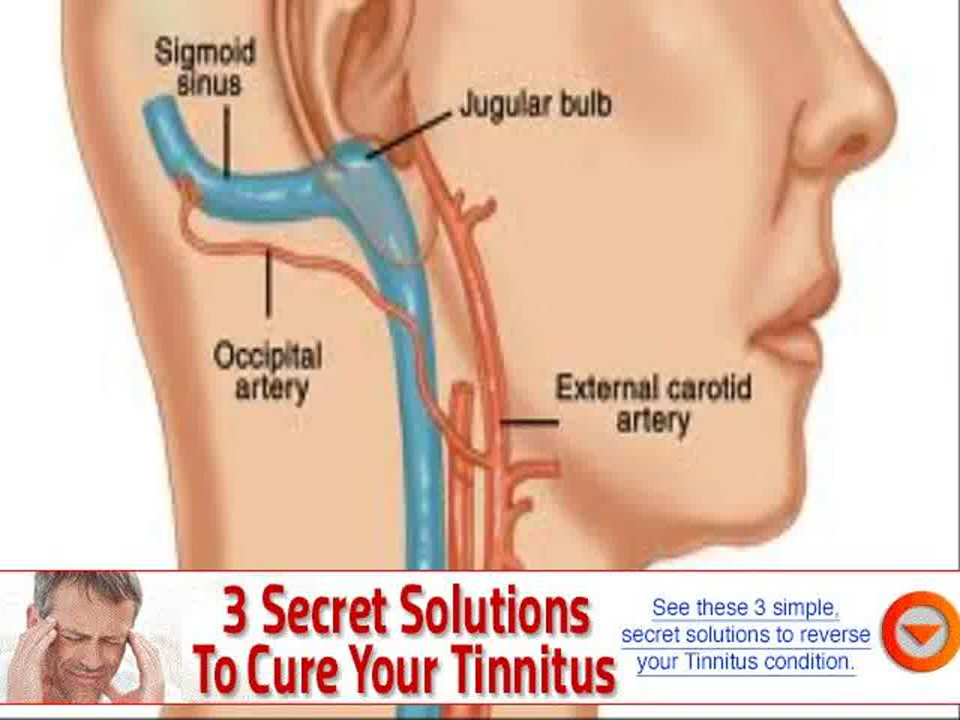 Sigmoid
sinus
Jugular bulb
Occipital
artery
External carotid
artery
3 Secret Solutions
To Cure Your Tinnitus
See these 3 simple,
secret solutions to reverse
your Tinnitus condition.